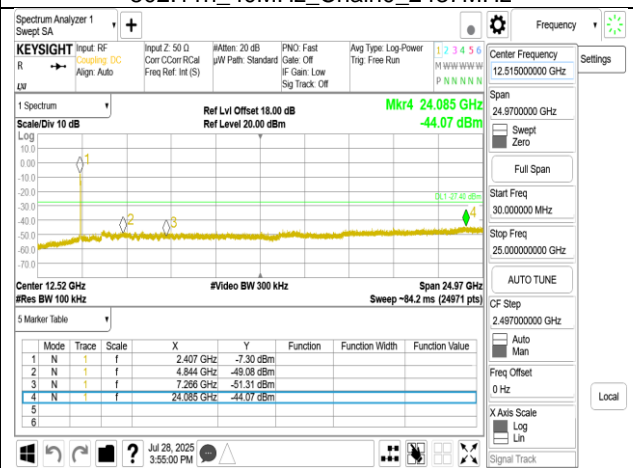 Spectrum Analyzer 1
Swept SA
+
Frequency
KEYSIGHT
R
LXI
Input: RF
Coupling: DC
Align: Auto
Input Z: 50 Ω
Corr CCorr RCal
Freq Ref: Int (S)
#Atten: 20 dB
µW Path: Standard
PNO: Fast
Gate: Off
IF Gain: Low
Sig Track: Off
Avg Type: Log-Power
Trig: Free Run
1 2 3 4 5 6
M W W W W W
P N N N N N
Center Frequency
12.515000000 GHz
Settings
Span
24.9700000 GHz
Swept
Zero
Full Span
Start Freq
30.000000 MHz
Stop Freq
25.000000000 GHz
AUTO TUNE
CF Step
2.497000000 GHz
Auto
Man
Freq Offset
0 Hz
X Axis Scale
Log
Lin
Signal Track
Local
1 Spectrum
Scale/Div 10 dB
Log
Ref Lvl Offset 18.00 dB
Ref Level 20.00 dBm
Mkr4 24.085 GHz
-44.07 dBm
10.0
0.00
-10.0
-20.0
-30.0
-40.0
-50.0
-60.0
-70.0
1
2
3
4
DL1 -27.40 dBm
Center 12.52 GHz
#Res BW 100 kHz
#Video BW 300 kHz
Span 24.97 GHz
Sweep ~84.2 ms (24971 pts)
5 Marker Table
Mode Trace Scale X Y Function Function Width Function Value
1 N 1 f 2.407 GHz -7.30 dBm
2 N 1 f 4.844 GHz -49.08 dBm
3 N 1 f 7.266 GHz -51.31 dBm
4 N 1 f 24.085 GHz -44.07 dBm
5
6
?
Jul 28, 2025
3:55:00 PM